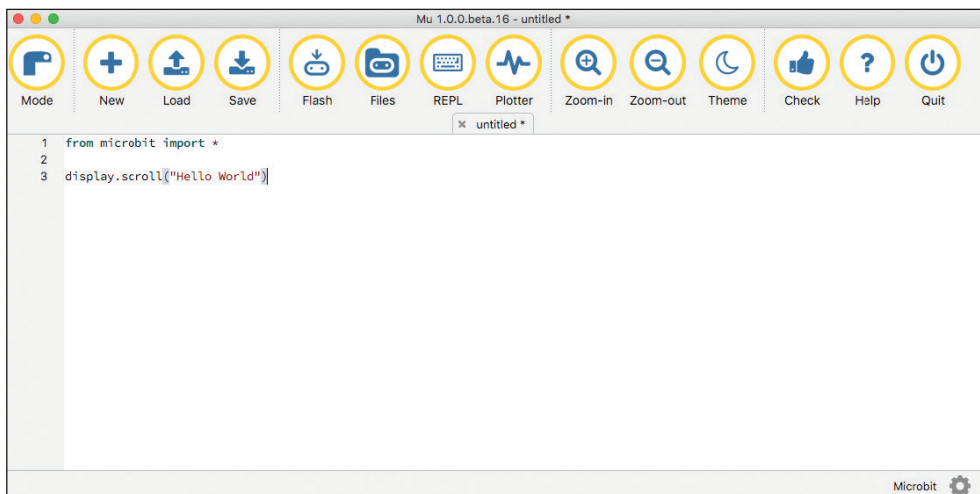 Mu 1.0.0.beta.16 - untitled *
Mode New Load Save Flash Files REPL Plotter Zoom-in Zoom-out Theme Check Help Quit
untitled *
1 from microbit import *
2
3 display.scroll("Hello World")
Microbit